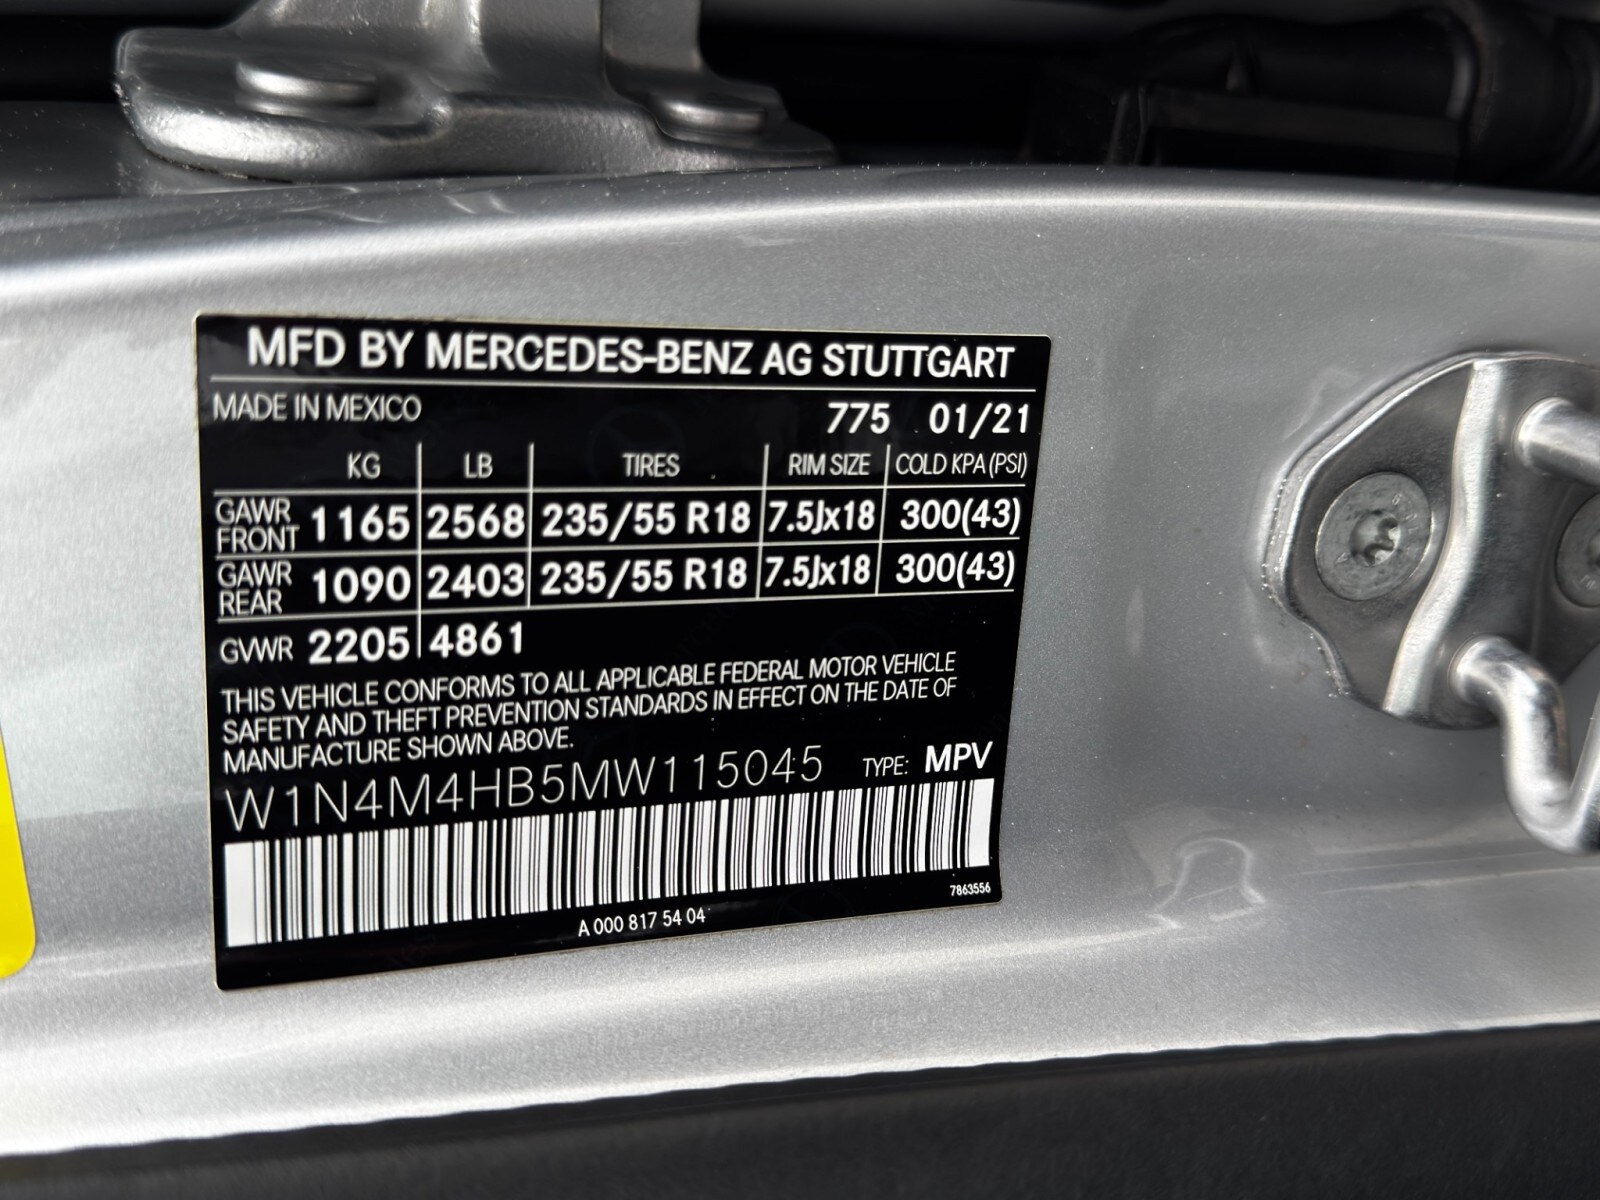 MFD BY MERCEDES-BENZ AG STUTTGART
MADE IN MEXICO 775 01/21
KG LB TIRES RIM SIZE COLD KPA (PSI)
GAWR FRONT 1165 2568 235/55 R18 7.5Jx18 300(43)
GAWR REAR 1090 2403 235/55 R18 7.5Jx18 300(43)
GVWR 2205 4861
THIS VEHICLE CONFORMS TO ALL APPLICABLE FEDERAL MOTOR VEHICLE
SAFETY AND THEFT PREVENTION STANDARDS IN EFFECT ON THE DATE OF
MANUFACTURE SHOWN ABOVE.
W1N4M4HB5MW115045 TYPE: MPV
7863556
A 000 817 54 04